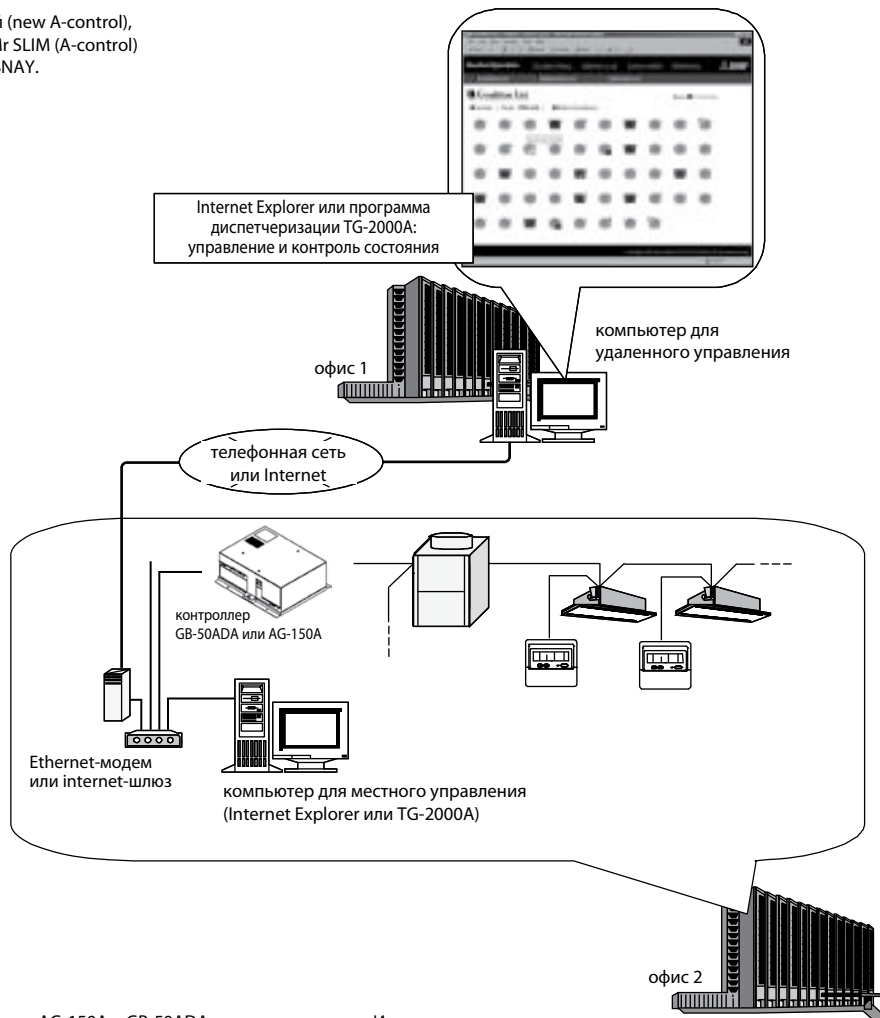 (new A-control),
SLIM (A-control)
Condition List
Internet Explorer или программа
диспетчеризации TG-2000A:
управление и контроль состояния
компьютер для
удаленного управления
офис 1
телефонная сеть
или Internet
контроллер
GB-50ADA или AG-150A
Ethernet-модем
или internet-шлюз
компьютер для местного управления
(Internet Explorer или TG-2000A)
офис 2